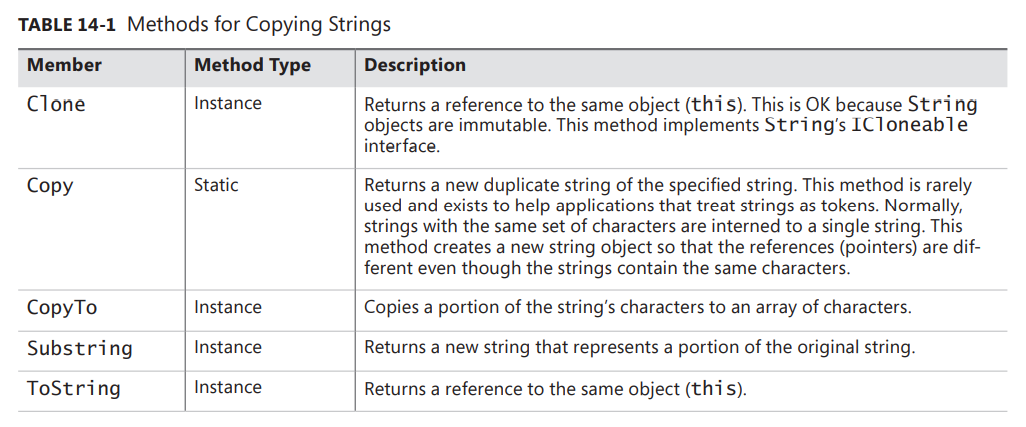 TABLE 14-1 Methods for Copying Strings
Member Method Type Description
Clone Instance Returns a reference to the same object (this). This is OK because String
objects are immutable. This method implements String’s ICloneable
interface.
Copy Static Returns a new duplicate string of the specified string. This method is rarely
used and exists to help applications that treat strings as tokens. Normally,
strings with the same set of characters are interned to a single string. This
method creates a new string object so that the references (pointers) are dif-
ferent even though the strings contain the same characters.
CopyTo Instance Copies a portion of the string’s characters to an array of characters.
Substring Instance Returns a new string that represents a portion of the original string.
ToString Instance Returns a reference to the same object (this).